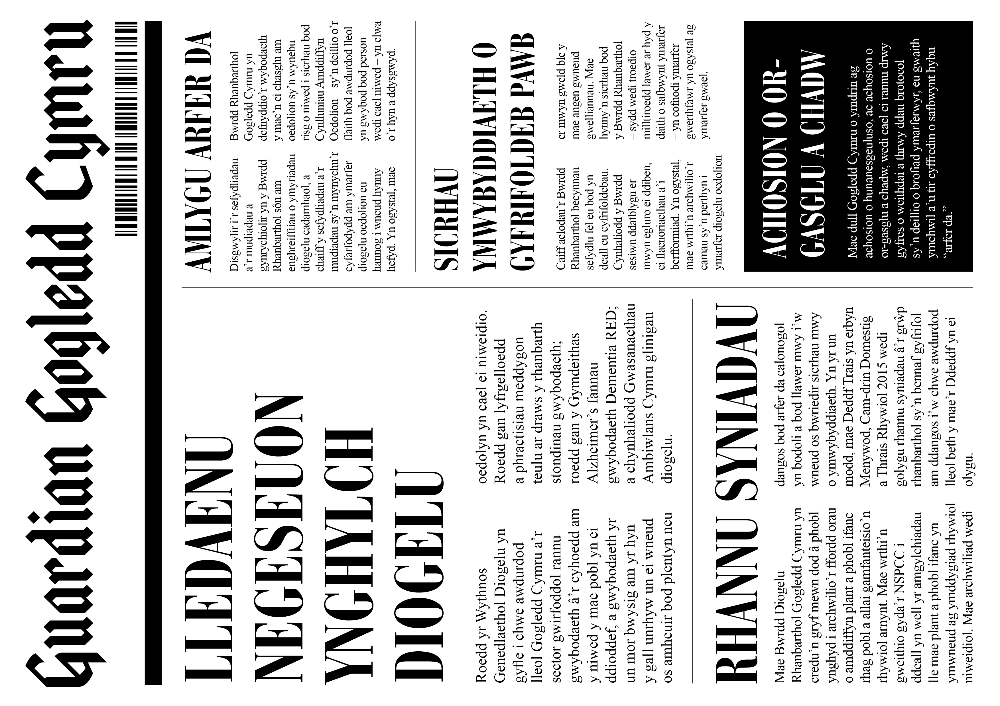 Guardian Gogledd Cymru
LLEDAENU
NEGESEUON
YNGHYLCH
DIOGELU
Roedd yr Wythnos
Genedlaethol Diogelu yn
gyfle i chwe awdurdod
lleol Gogledd Cymru a’r
sector gwirfoddol rannu
gwybodaeth â’r cyhoedd am
y niwed y mae pobl yn ei
ddioddef, a gwybodaeth yr
un mor bwysig am yr hyn
y gall unrhyw un ei wneud
os amheuir bod plentyn neu
oedolyn yn cael ei niweidio.
Roedd gan lyfrgelloedd
a phractisiau meddygon
teulu ar draws y rhanbarth
stondinau gwybodaeth;
roedd gan y Gymdeithas
Alzheimer’s fannau
gwybodaeth Dementia RED;
a chynhaliodd Gwasanaethau
Ambiwlans Cymru glinigau
diogelu.
RHANNU SYNIADAU
Mae Bwrdd Diogelu
Rhanbarthol Gogledd Cymru yn
credu’n gryf mewn dod â phobl
ynghyd i archwilio’r ffordd orau
o amddiffyn plant a phobl ifanc
rhag pobl a allai gamfanteisio’n
rhywiol arnynt. Mae wrthi’n
gweithio gyda’r NSPCC i
ddeall yn well yr amgylchiadau
lle mae plant a phobl ifanc yn
ymwneud ag ymddygiad rhywiol
niweidiol. Mae archwiliad wedi
dangos bod arfer da calonogol
yn bodoli a bod llawer mwy i’w
wneud os bwriedir sicrhau mwy
o ymwybyddiaeth. Yn yr un
modd, mae Deddf Trais yn erbyn
Menywod, Cam-drin Domestig
a Thrais Rhywiol 2015 wedi
golygu rhannu syniadau â’r grŵp
rhanbarthol sy’n bennaf gyfrifol
am ddangos i’w chwe awdurdod
lleol beth y mae’r Ddeddf yn ei
olygu.
AMLYGU ARFER DA
Disgwylir i’r sefydliadau
a’r mudiadau a
gynrychiolir yn y Bwrdd
Rhanbarthol sôn am
enghreifftiau o ymyriadau
diogelu cadarnhaol, a
chaiff y sefydliadau a’r
mudiadau sy’n mynychu’r
cyfarfodydd am ymarfer
diogelu oedolion eu
hannog i wneud hynny
hefyd. Yn ogystal, mae
Bwrdd Rhanbarthol
Gogledd Cymru yn
defnyddio’r wybodaeth
y mae’n ei chasglu am
oedolion sy’n wynebu
risg o niwed i sicrhau bod
Cynlluniau Amddiffyn
Oedolion – sy’n deillio o’r
ffaith bod awdurdod lleol
yn gwybod bod person
wedi cael niwed – yn elwa
o’r hyn a ddysgwyd.
SICRHAU
YMWYBYDDIAETH O
GYFRIFOLDEB PAWB
Caiff aelodau’r Bwrdd
Rhanbarthol becynnau
sefydlu fel eu bod yn
deall eu cyfrifoldebau.
Cynhaliodd y Bwrdd
sesiwn ddatblygu er
mwyn egluro ei ddiben,
ei flaenoriaethau a’i
berfformiad. Yn ogystal,
mae wrthi’n archwilio’r
camau sy’n perthyn i
ymarfer diogelu oedolion
er mwyn gweld ble y
mae angen gwneud
gwelliannau. Mae
hynny’n sicrhau bod
y Bwrdd Rhanbarthol
– sydd wedi troedio
milltiroedd lawer ar hyd y
daith o safbwynt ymarfer
– yn cofnodi ymarfer
gwerthfawr yn ogystal ag
ymarfer gwael.
ACHOSION O OR-
GASGLU A CHADW
Mae dull Gogledd Cymru o ymdrin ag
achosion o hunanesgeuluso, ac achosion o
or-gasglu a chadw, wedi cael ei rannu drwy
gyfres o weithdai a thrwy ddau brotocol
sy’n deillio o brofiad ymarferwyr, eu gwaith
ymchwil a’u tir cyffredin o safbwynt hybu
“arfer da.”